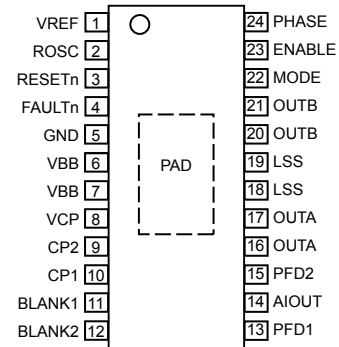 VREF 1
ROSC 2
RESETn 3
FAULTn 4
GND 5
VBB 6
VBB 7
VCP 8
CP2 9
CP1 10
BLANK1 11
BLANK2 12
PAD
24 PHASE
23 ENABLE
22 MODE
21 OUTB
20 OUTB
19 LSS
18 LSS
17 OUTA
16 OUTA
15 PFD2
14 AIOUT
13 PFD1